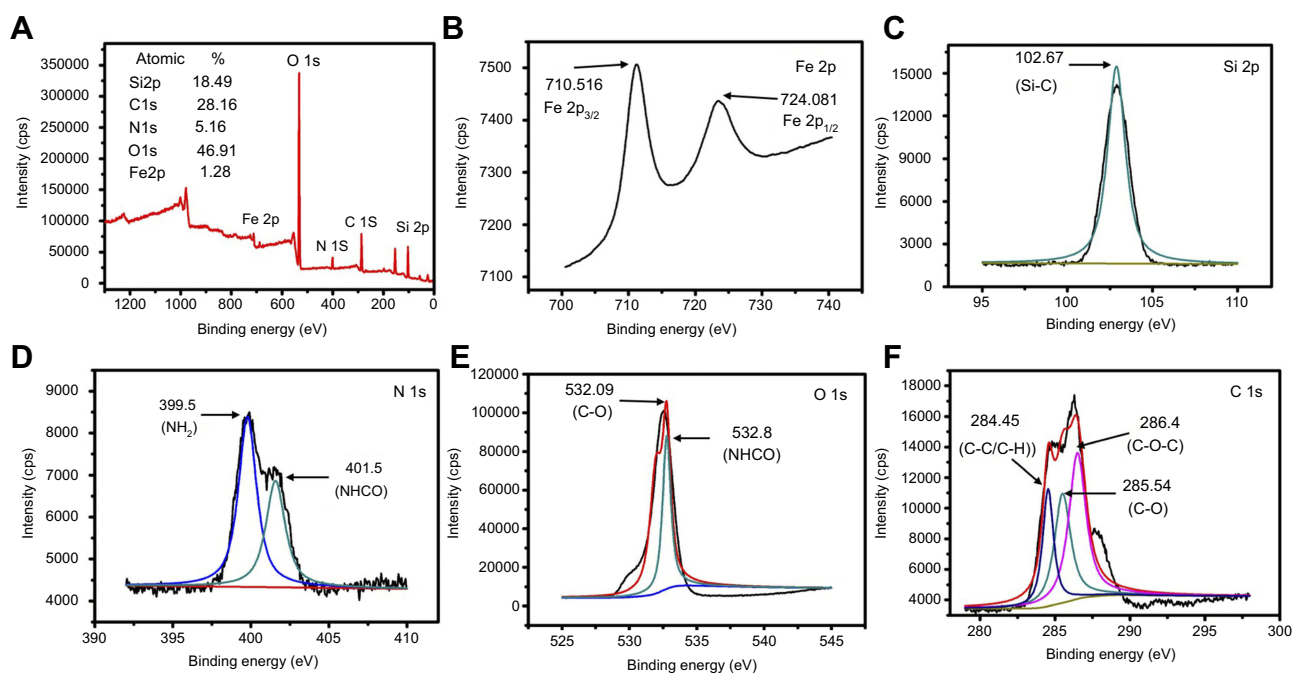 A
Atomic %
Si2p 18.49
C1s 28.16
N1s 5.16
O1s 46.91
Fe2p 1.28
O 1s
Fe 2p
N 1S
C 1S
Si 2p
350000
300000
250000
200000
150000
100000
50000
0
1200 1000 800 600 400 200 0
Intensity (cps)
Binding energy (eV)
B
Fe 2p
710.516
Fe 2p3/2
724.081
Fe 2p1/2
7500
7400
7300
7200
7100
700 710 720 730 740
Intensity (cps)
Binding energy (eV)
C
Si 2p
102.67
(Si-C)
15000
12000
9000
6000
3000
0
95 100 105 110
Intensity (cps)
Binding energy (eV)
D
N 1s
399.5
(NH2)
401.5
(NHCO)
9000
8000
7000
6000
5000
4000
390 395 400 405 410
Intensity (cps)
Binding energy (eV)
E
O 1s
532.09
(C-O)
532.8
(NHCO)
120000
100000
80000
60000
40000
20000
0
525 530 535 540 545
Intensity (cps)
Binding energy (eV)
F
C 1s
284.45
(C-C/C-H))
286.4
(C-O-C)
285.54
(C-O)
18000
16000
14000
12000
10000
8000
6000
4000
280 285 290 295 300
Intensity (cps)
Binding energy (eV)